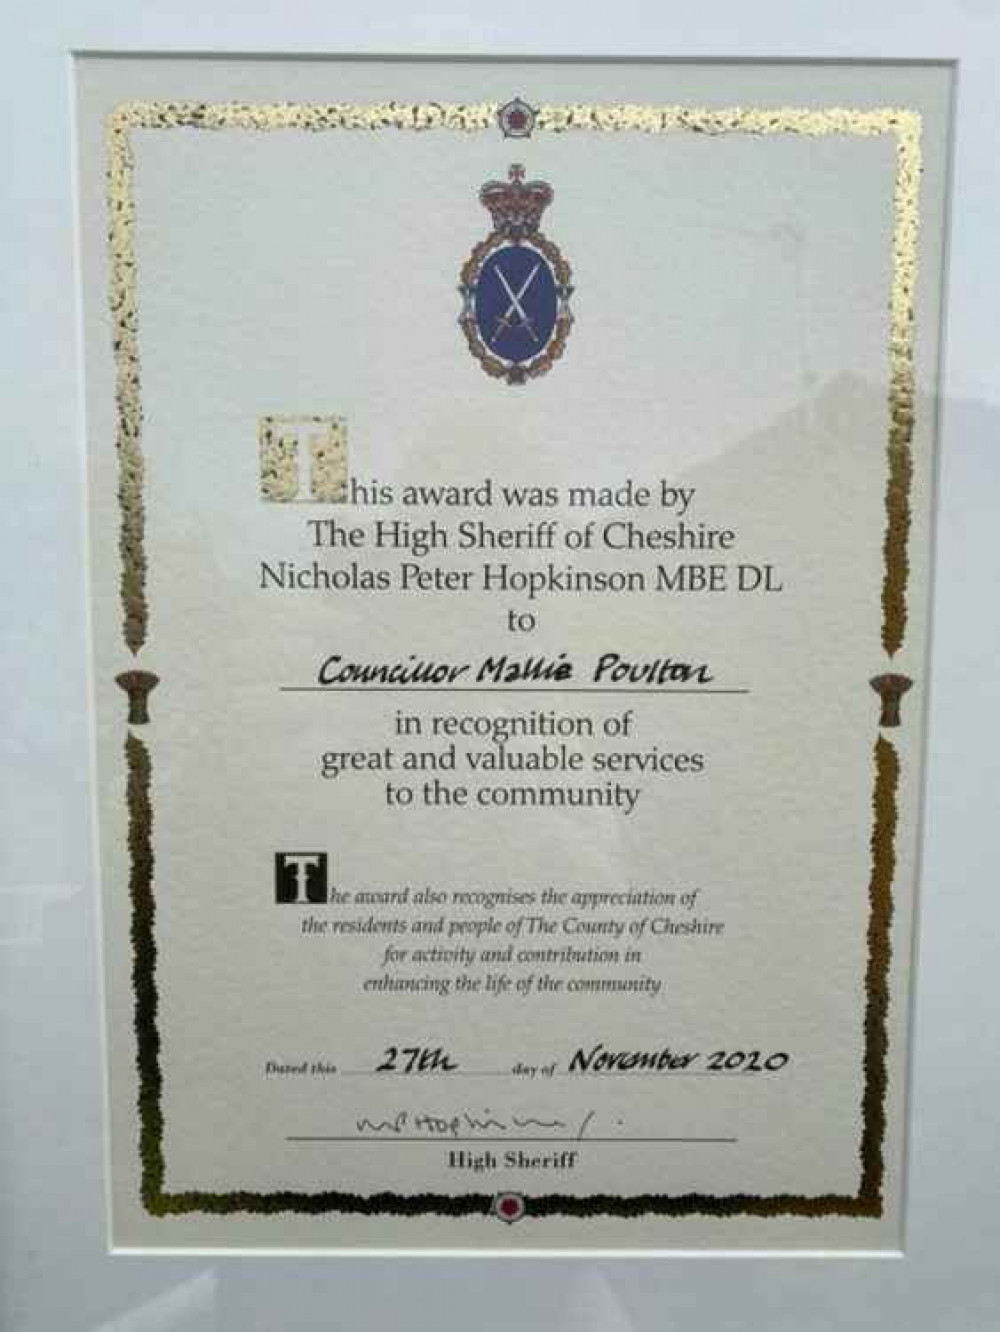 This award was made by
The High Sheriff of Cheshire
Nicholas Peter Hopkinson MBE DL
to
Councillor Mallie Poulton
in recognition of
great and valuable services
to the community
The award also recognises the appreciation of
the residents and people of The County of Cheshire
for activity and contribution in
enhancing the life of the community
Dated this 27th day of November 2020
NP Hopkinson
High Sheriff